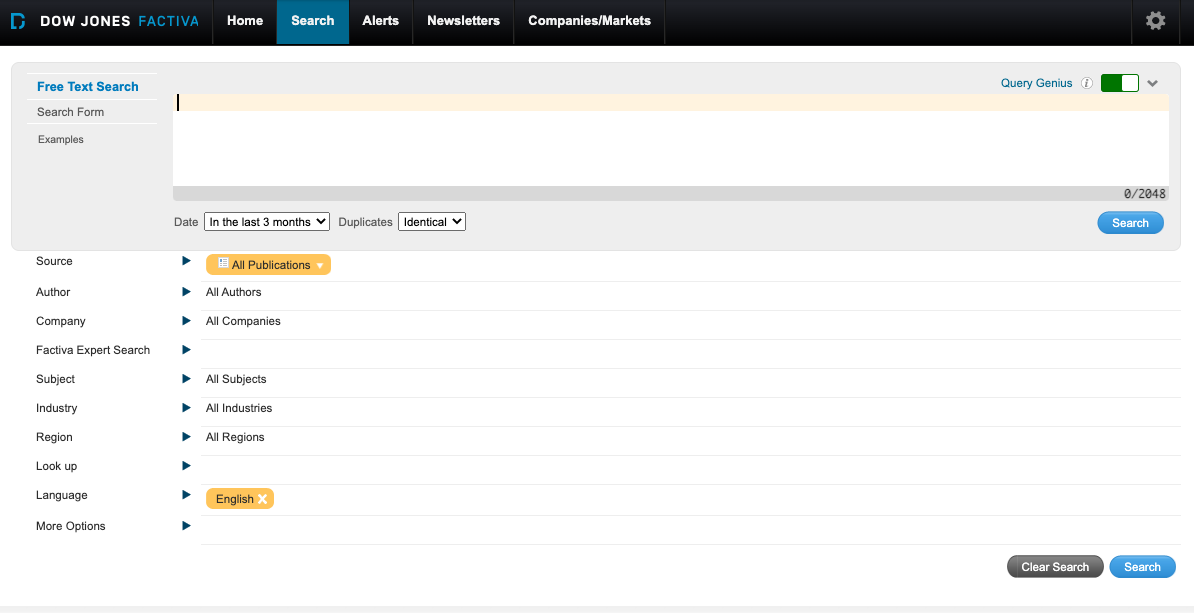 DOW JONES FACTIVA Home Search Alerts Newsletters Companies/Markets
Free Text Search
Query Genius i
Search Form
Examples
0/2048
Date In the last 3 months Duplicates Identical Search
Source All Publications
Author All Authors
Company All Companies
Factiva Expert Search
Subject All Subjects
Industry All Industries
Region All Regions
Look up
Language English
More Options
Clear Search Search